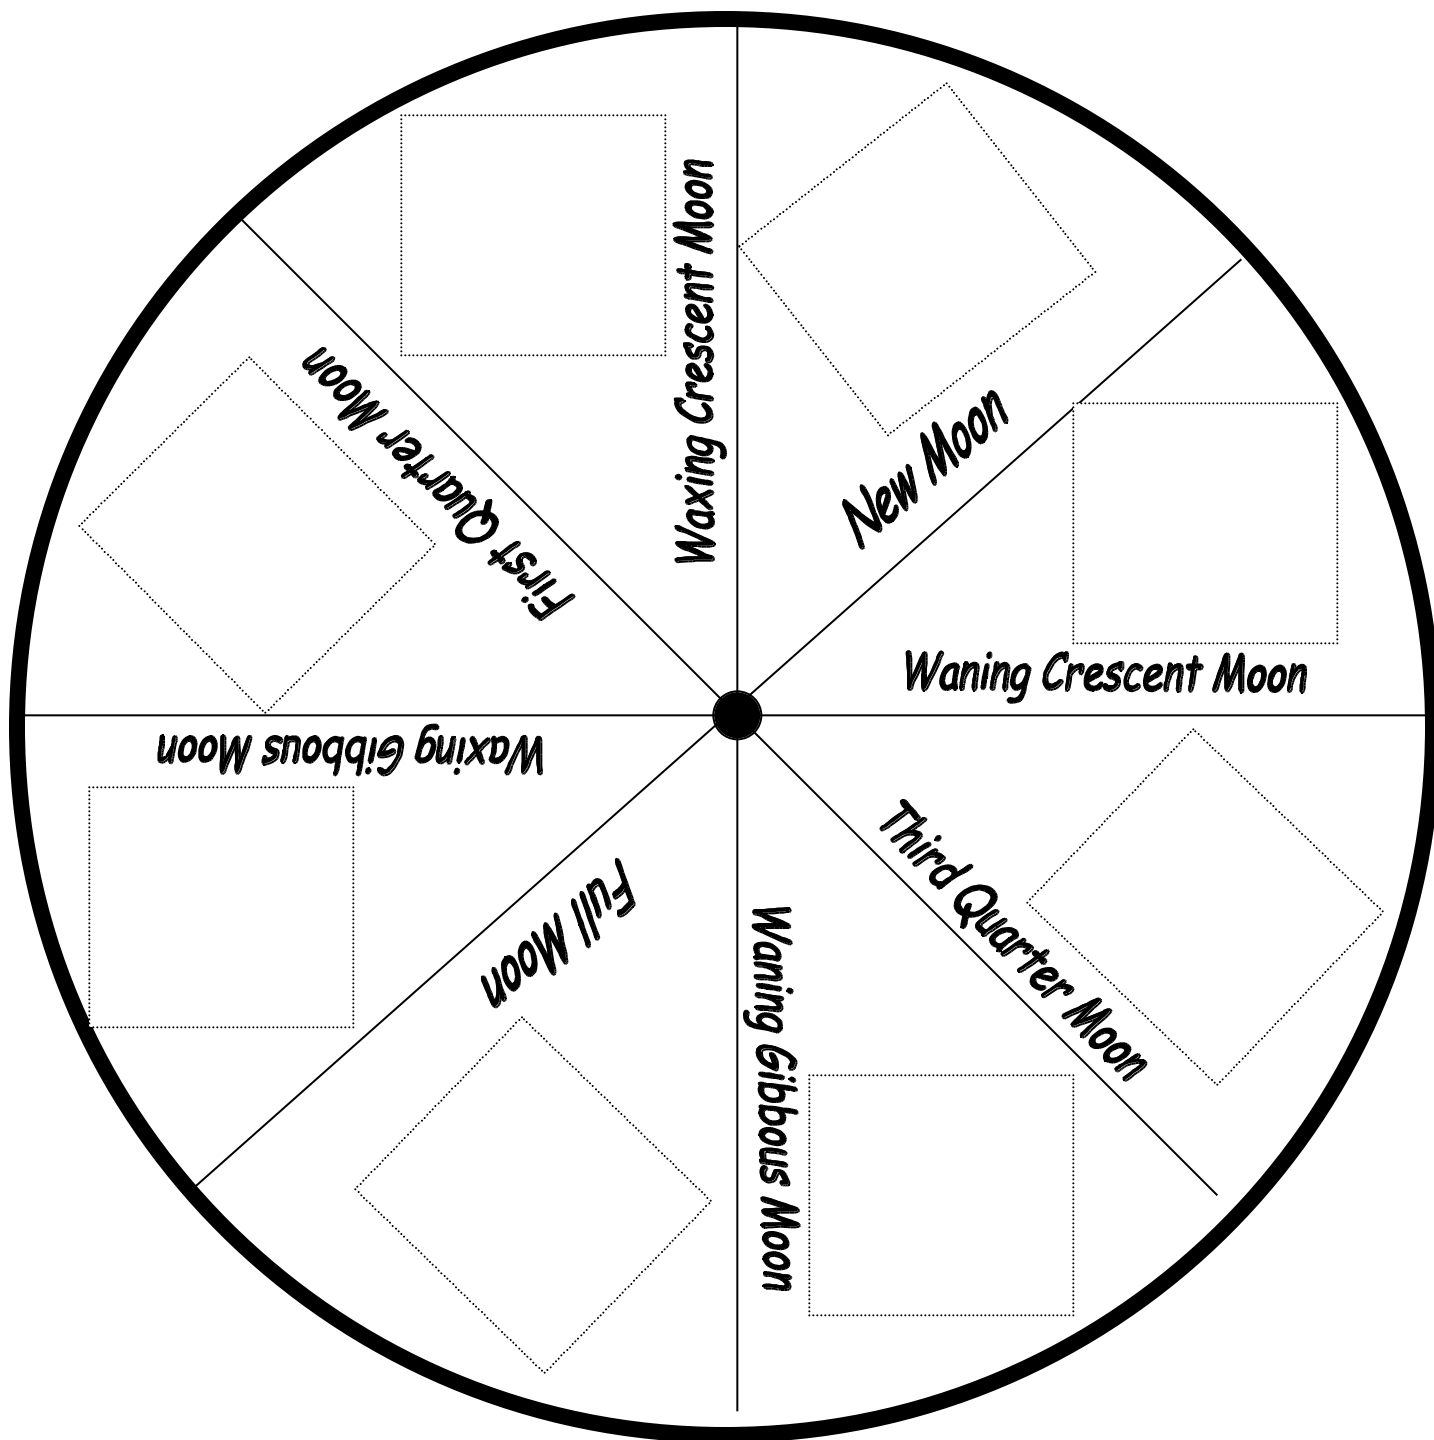 Waxing Crescent Moon
New Moon
First Quarter Moon
Waning Crescent Moon
Waxing Gibbous Moon
Third Quarter Moon
Full Moon
Waning Gibbous Moon